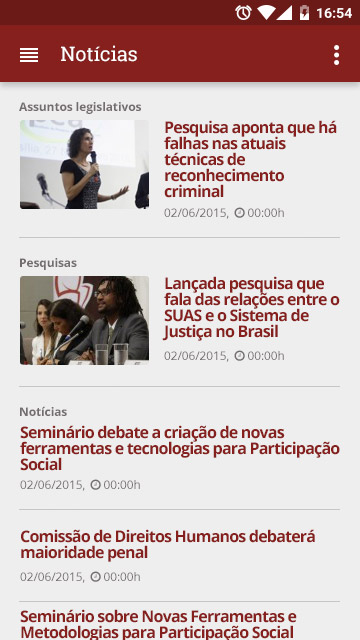 16:54
Notícias
Assuntos legislativos
Pesquisa aponta que há
falhas nas atuais
técnicas de
reconhecimento
criminal
02/06/2015, 00:00h
Pesquisas
Lançada pesquisa que
fala das relações entre o
SUAS e o Sistema de
Justiça no Brasil
02/06/2015, 00:00h
Notícias
Seminário debate a criação de novas
ferramentas e tecnologias para Participação
Social
02/06/2015, 00:00h
Comissão de Direitos Humanos debaterá
maioridade penal
02/06/2015, 00:00h
Seminário sobre Novas Ferramentas e
Metodologias para Participação Social